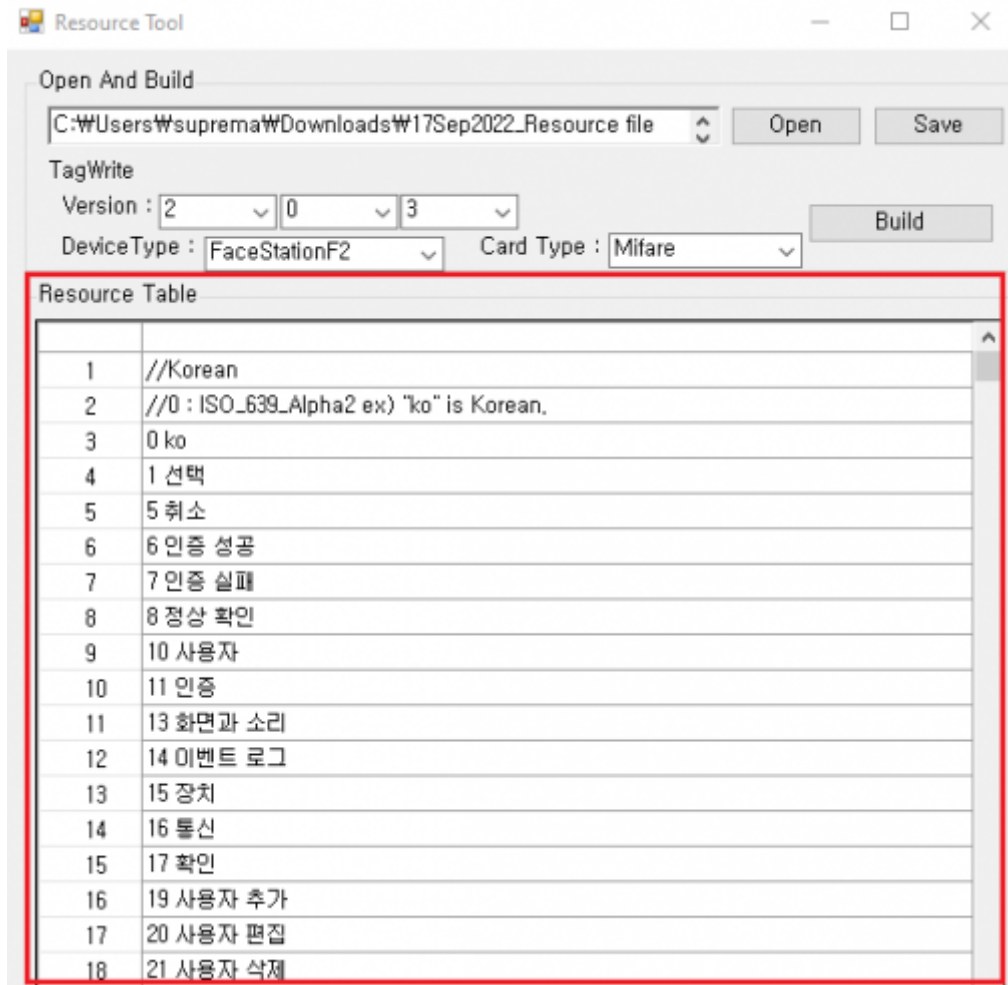 Resource Tool
Open And Build
C:₩Users₩suprema₩Downloads₩17Sep2022_Resource file Open Save
TagWrite
Version : 2 0 3
Build
DeviceType : FaceStationF2 Card Type : Mifare
Resource Table
1 //Korean
2 //0 : ISO_639_Alpha2 ex) "ko" is Korean.
3 0 ko
4 1 선택
5 5 취소
6 6 인증 성공
7 7 인증 실패
8 8 정상 확인
9 10 사용자
10 11 인증
11 13 화면과 소리
12 14 이벤트 로그
13 15 장치
14 16 통신
15 17 확인
16 19 사용자 추가
17 20 사용자 편집
18 21 사용자 삭제